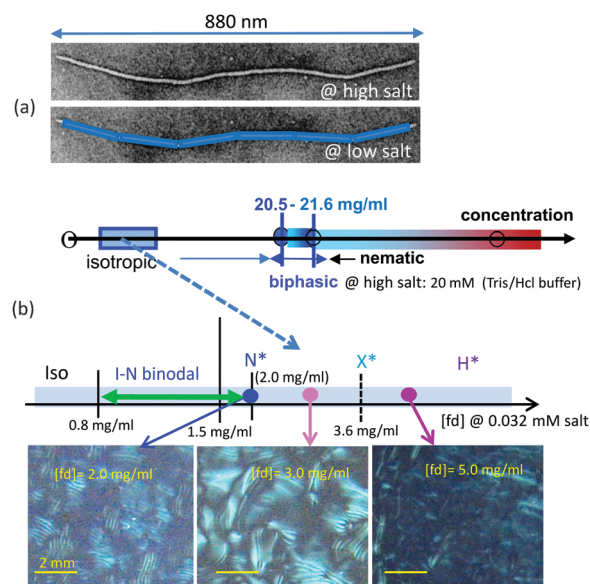 880 nm
@ high salt
(a)
@ low salt
20.5 - 21.6 mg/ml
concentration
isotropic
nematic
biphasic @ high salt: 20 mM (Tris/Hcl buffer)
(b)
Iso
I-N binodal
N*
X*
H*
(2.0 mg/ml)
0.8 mg/ml
1.5 mg/ml
3.6 mg/ml
[fd] @ 0.032 mM salt
[fd]= 2.0 mg/ml
[fd]= 3.0 mg/ml
[fd]= 5.0 mg/ml
2 mm